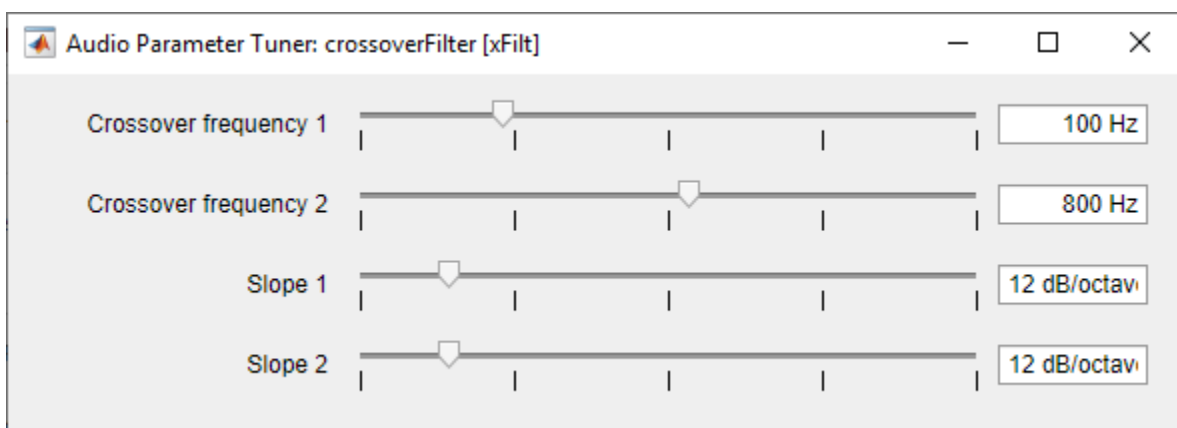 Audio Parameter Tuner: crossoverFilter [xFilt]
Crossover frequency 1 100 Hz
Crossover frequency 2 800 Hz
Slope 1 12 dB/octav
Slope 2 12 dB/octav